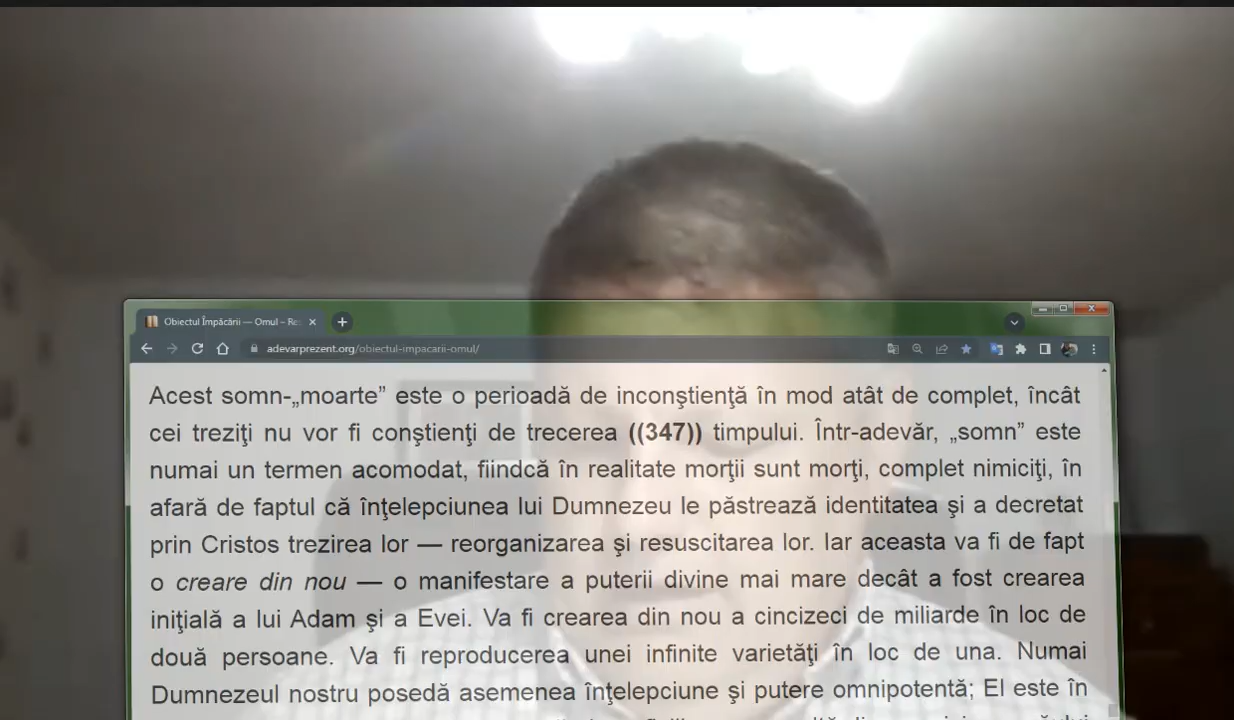 Obiectul Împăcării — Omul – Re
adevarprezent.org/obiectul-impacarii-omul/
Acest somn-„moarte” este o perioadă de inconştienţă în mod atât de complet, încât
cei treziţi nu vor fi conştienţi de trecerea ((347)) timpului. Într-adevăr, „somn” este
numai un termen acomodat, fiindcă în realitate morţii sunt morţi, complet nimiciţi, în
afară de faptul că înţelepciunea lui Dumnezeu le păstrează identitatea şi a decretat
prin Cristos trezirea lor — reorganizarea şi resuscitarea lor. Iar aceasta va fi de fapt
o creare din nou — o manifestare a puterii divine mai mare decât a fost crearea
iniţială a lui Adam şi a Evei. Va fi crearea din nou a cincizeci de miliarde în loc de
două persoane. Va fi reproducerea unei infinite varietăţi în loc de una. Numai
Dumnezeul nostru posedă asemenea înţelepciune şi putere omnipotentă; El este în